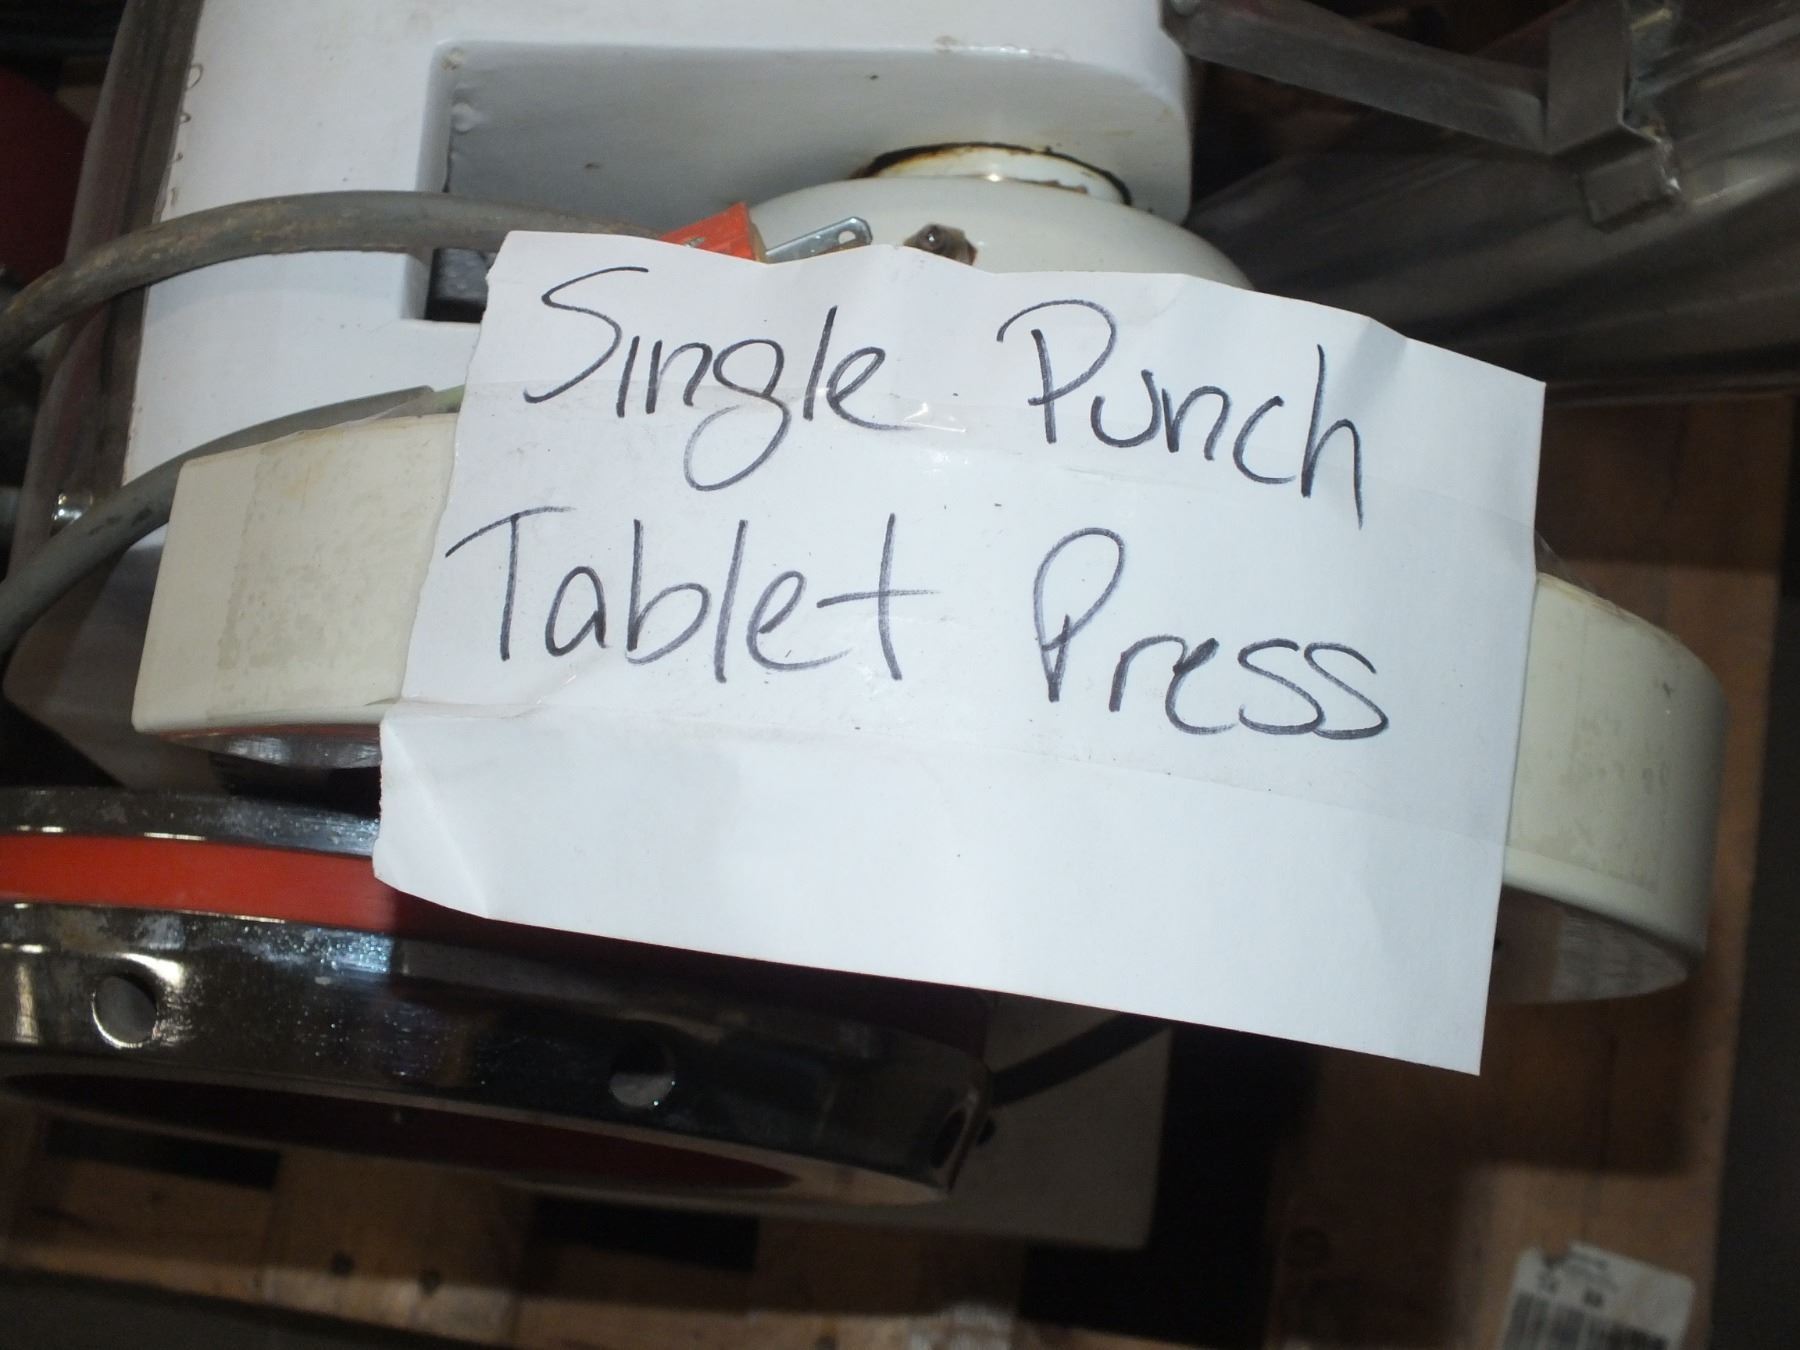 Single Punch
Tablet Press